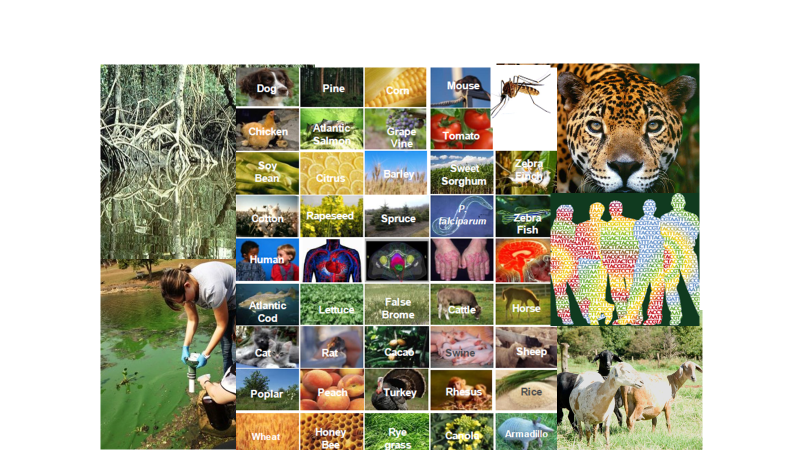 Dog
Pine
Corn
Mouse
Chicken
Atlantic
Salmon
Grape
Vine
Tomato
Soy
Bean
Citrus
Barley
Sweet
Sorghum
Zebra
Finch
Cotton
Rapeseed
Spruce
P.
falciparum
Zebra
Fish
Human
Atlantic
Cod
Lettuce
False
Brome
Cattle
Horse
Cat
Rat
Cacao
Swine
Sheep
Poplar
Peach
Turkey
Rhesus
Rice
Wheat
Honey
Bee
Rye
grass
Canola
Armadillo